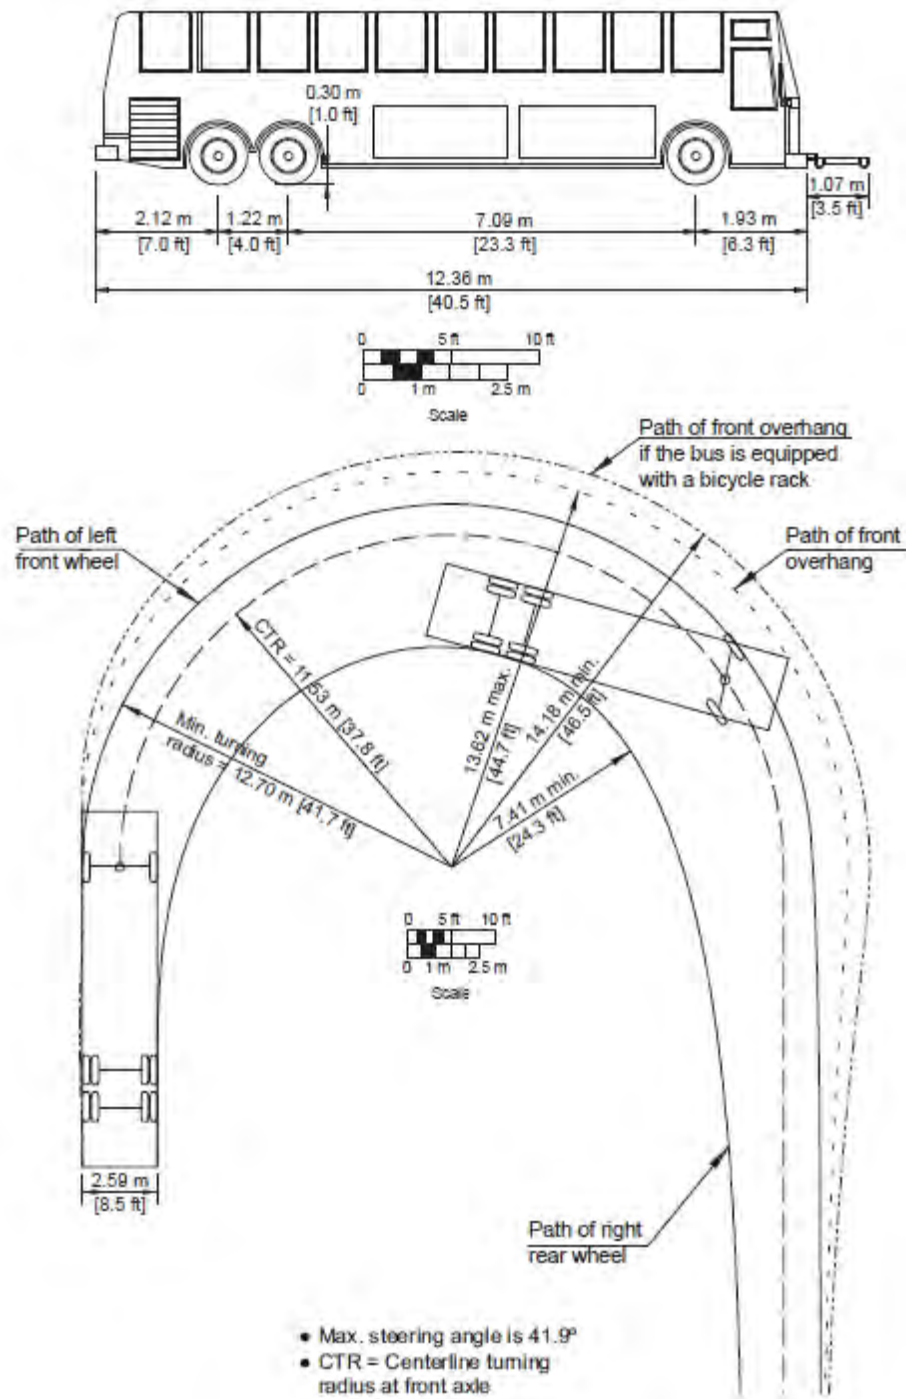 0.30 m
[1.0 ft]
1.07 m
[3.5 ft]
2.12 m
[7.0 ft]
1.22 m
[4.0 ft]
7.09 m
[23.3 ft]
1.93 m
[6.3 ft]
12.36 m
[40.5 ft]
0 5 ft 10 ft
0 1 m 2.5 m
Scale
Path of front overhang
if the bus is equipped
with a bicycle rack
Path of left
front wheel
Path of front
overhang
CTR = 11.53 m [37.8 ft]
Min. turning
radius = 12.70 m [41.7 ft]
13.62 m max.
[44.7 ft]
14.18 m min.
[46.5 ft]
7.41 m min.
[24.3 ft]
0 5 ft 10 ft
0 1 m 2.5 m
Scale
2.59 m
[8.5 ft]
Path of right
rear wheel
• Max. steering angle is 41.9º
• CTR = Centerline turning
radius at front axle